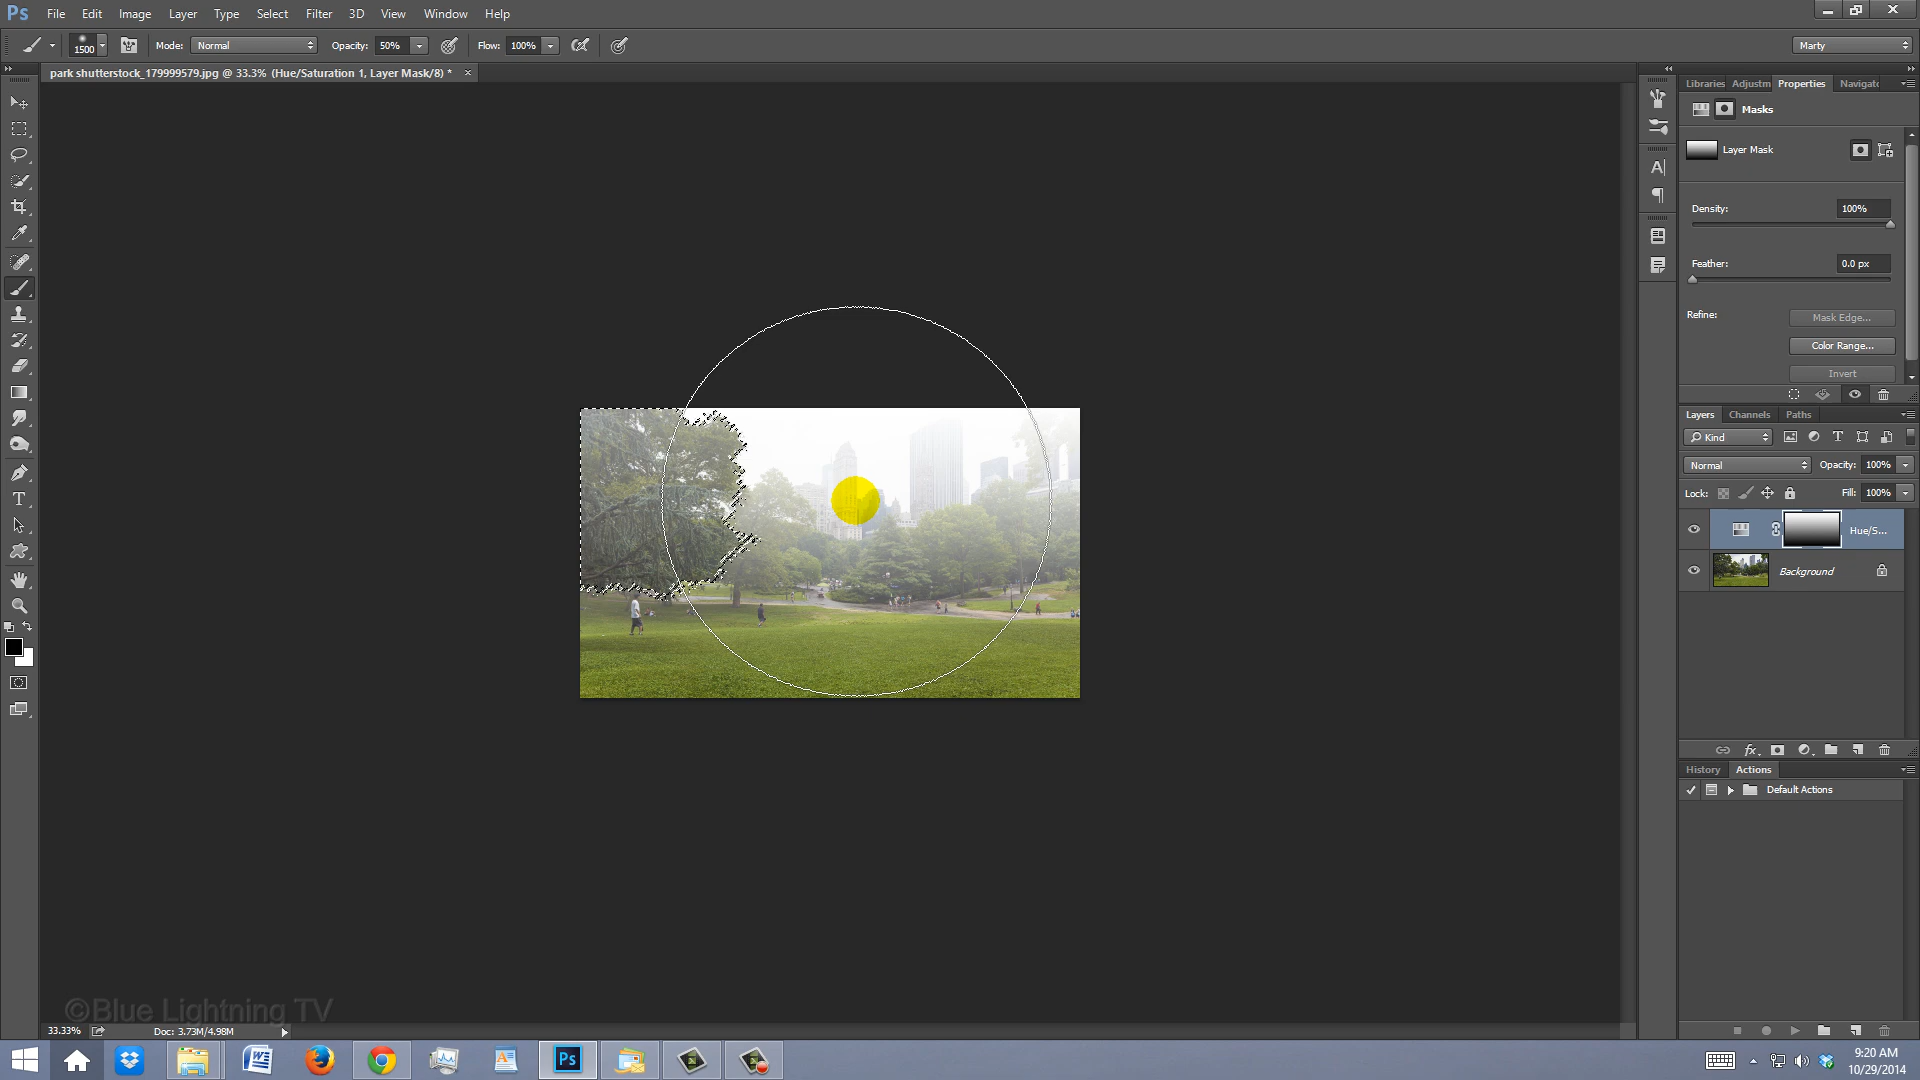 Ps File Edit Image Layer Type Select Filter 3D View Window Help
1500 Mode: Normal Opacity: 50% Flow: 100% Marty
park shutterstock_179999579.jpg @ 33.3% (Hue/Saturation 1, Layer Mask/8) * ×
Libraries Adjustm Properties Navigato
Masks
Layer Mask
Density: 100%
Feather: 0.0 px
Refine: Mask Edge...
Color Range...
Invert
Layers Channels Paths
Kind
Normal Opacity: 100%
Lock: Fill: 100%
Hue/S...
Background
History Actions
Default Actions
©Blue Lightning TV
33.33% Doc: 3.73M/4.98M
Ps
9:20 AM
10/29/2014